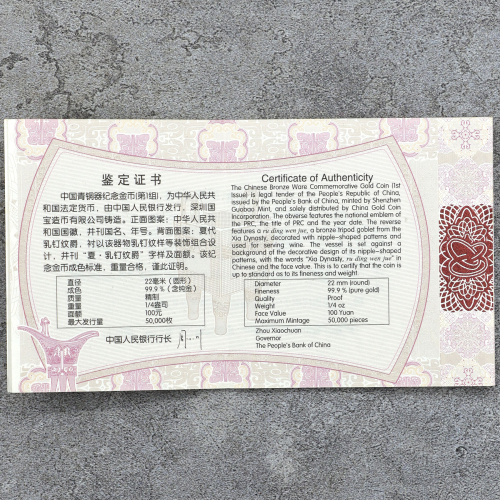 鉴定证书
中国青铜器纪念金币(第1组)，为中华人民共
和国法定货币，由中国人民银行发行，深圳国
宝造币有限公司铸造。正面图案：中华人民共
和国国徽，并刊国名、年号。背面图案：夏代
乳钉纹爵，衬以该器物乳钉纹样等装饰组合设
计，并刊“夏·乳钉纹爵”字样及面额。该纪
念金币成色标准，重量合格，谨此证明。
直径 22毫米（圆形）
成色 99.9％（含纯金）
质量 精制
重量 1/4盎司
面额 100元
最大发行量 50,000枚
中国人民银行行长
Certificate of Authenticity
The Chinese Bronze Ware Commemorative Gold Coin (1st
Issue) is legal tender of the People's Republic of China,
issued by the People's Bank of China, minted by Shenzhen
Guobao Mint, and solely distributed by China Gold Coin
Incorporation. The obverse features the national emblem of
the PRC, the title of PRC and the year date. The reverse
features a ru ding wen jue, a bronze tripod goblet from the
Xia Dynasty, decorated with nipple-shaped patterns and
used for serving wine. The vessel is set against a
background of the decorative design of its nipple-shaped
patterns, with the words "Xia Dynasty, ru ding wen jue" in
Chinese and the face value. This is to certify that the coin is
up to standard as to its fineness and weight.
Diameter 22 mm (round)
Fineness 99.9 % (pure gold)
Quality Proof
Weight 1/4 oz
Face Value 100 Yuan
Maximum Mintage 50,000 pieces
Zhou Xiaochuan
Governor
The People's Bank of China